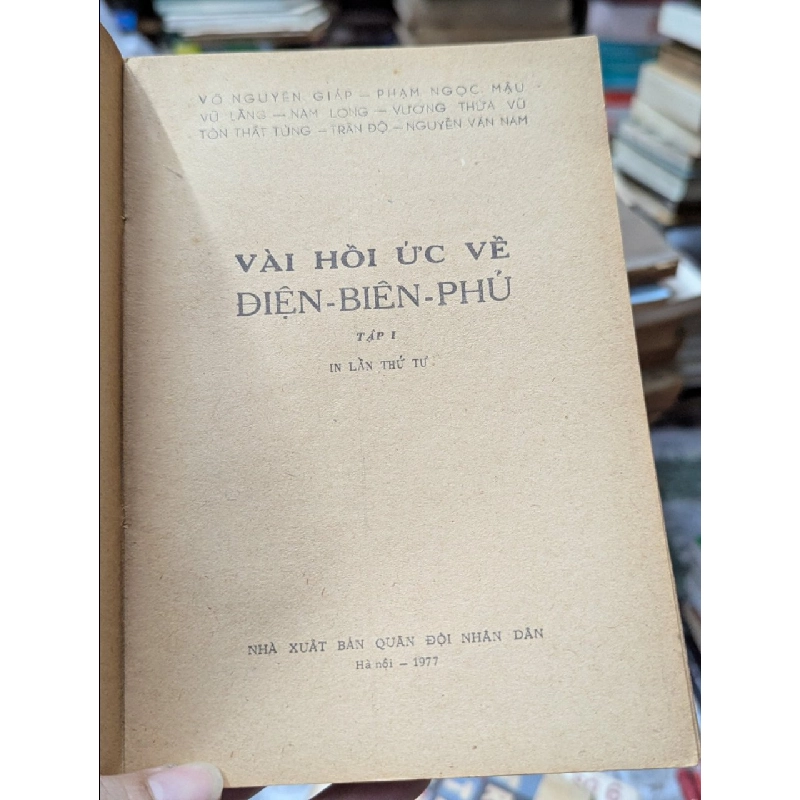 VÕ NGUYÊN GIÁP — PHẠM NGỌC MẬU
VŨ LĂNG — NAM LONG — VƯƠNG THỪA VŨ
TÔN THẤT TÙNG — TRẦN ĐỘ — NGUYỄN VĂN NAM
VÀI HỒI ỨC VỀ
ĐIỆN-BIÊN-PHỦ
TẬP I
IN LẦN THỨ TƯ
NHÀ XUẤT BẢN QUÂN ĐỘI NHÂN DÂN
Hà nội — 1977